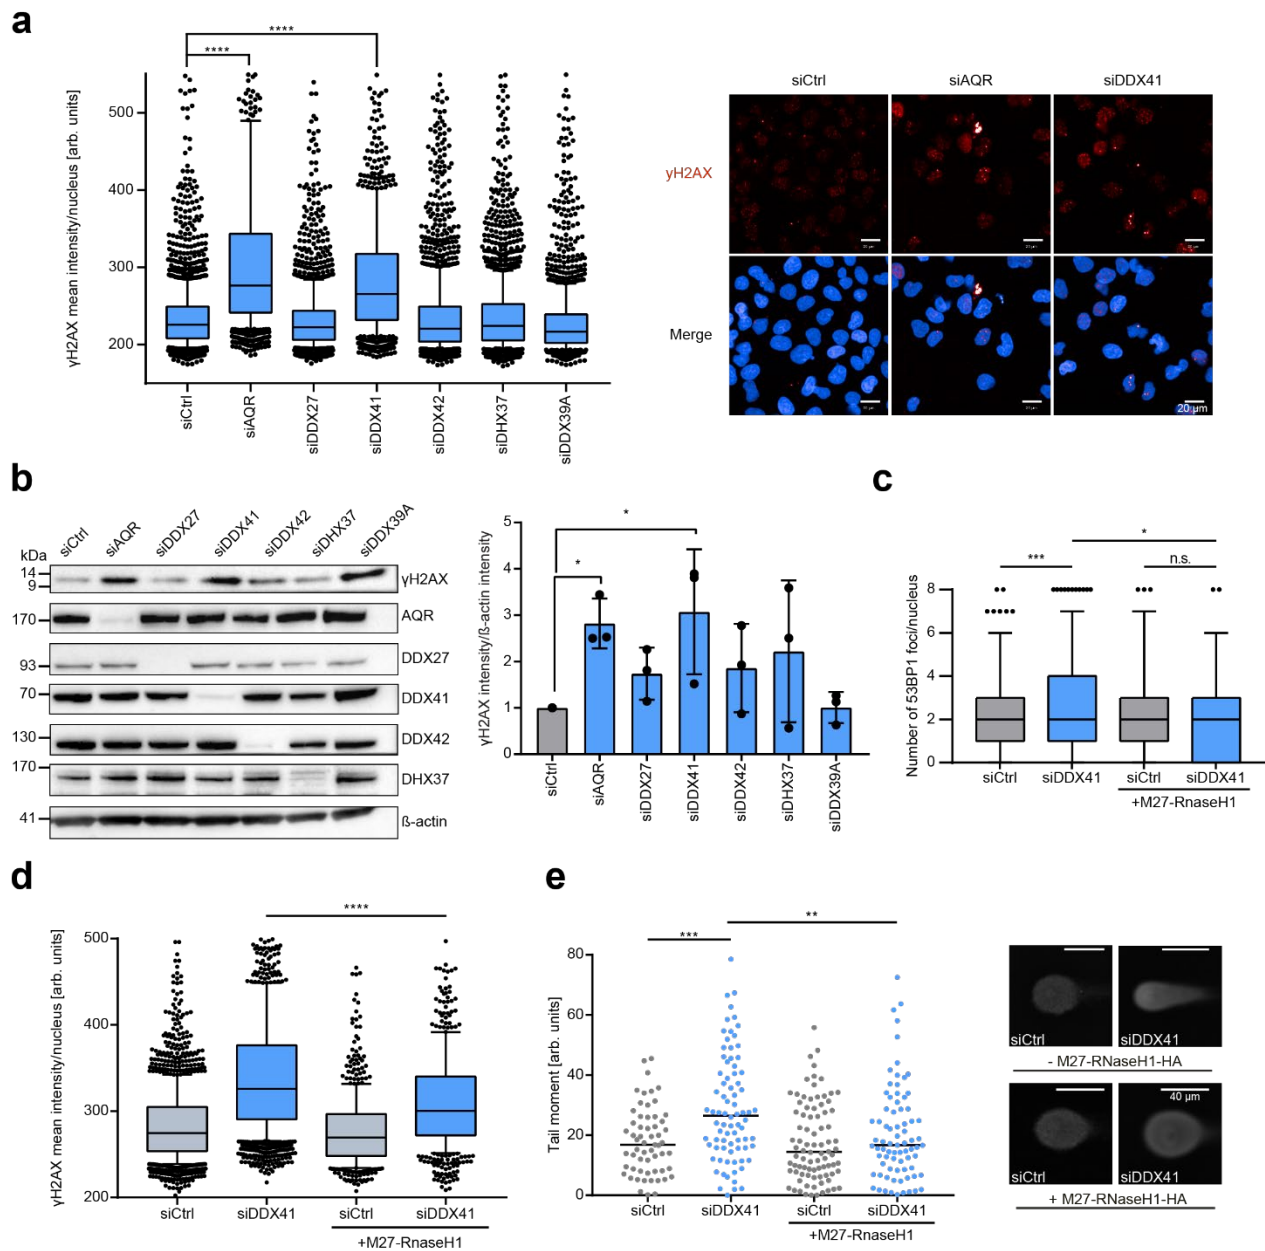 a
****
****
γH2AX mean intensity/nucleus [arb. units]
500
400
300
200
siCtrl
siAQR
siDDX27
siDDX41
siDDX42
siDHX37
siDDX39A
siCtrl
siAQR
siDDX41
γH2AX
Merge
20 µm
b
siCtrl
siAQR
siDDX27
siDDX41
siDDX42
siDHX37
siDDX39A
kDa
14
9
γH2AX
170
AQR
93
DDX27
70
DDX41
130
DDX42
170
DHX37
41
ß-actin
γH2AX intensity/ß-actin intensity
5
4
3
2
1
0
*
*
siCtrl
siAQR
siDDX27
siDDX41
siDDX42
siDHX37
siDDX39A
c
Number of 53BP1 foci/nucleus
8
6
4
2
0
***
*
n.s.
siCtrl
siDDX41
siCtrl
siDDX41
+M27-RnaseH1
d
γH2AX mean intensity/nucleus [arb. units]
500
400
300
200
****
siCtrl
siDDX41
siCtrl
siDDX41
+M27-RNaseH1
e
Tail moment [arb. units]
80
60
40
20
0
***
**
siCtrl
siDDX41
siCtrl
siDDX41
+M27-RNaseH1
siCtrl
siDDX41
- M27-RNaseH1-HA
40 µm
siCtrl
siDDX41
+ M27-RNaseH1-HA